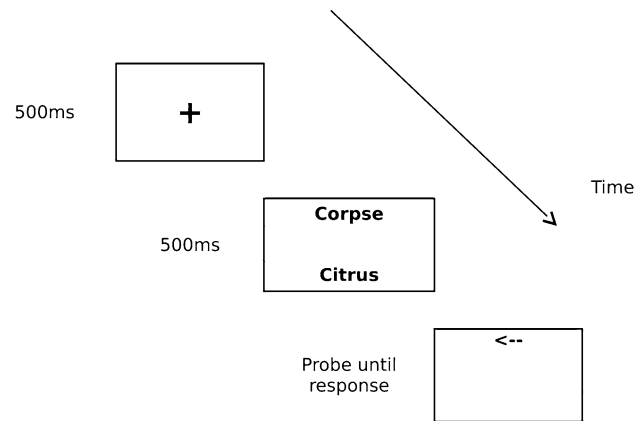 500ms
+
Time
Corpse
500ms
Citrus
<--
Probe until
response